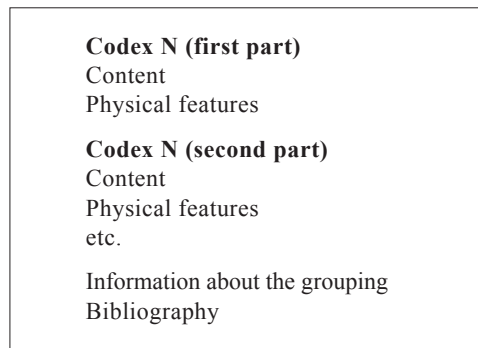 Codex N (first part)
Content
Physical features
Codex N (second part)
Content
Physical features
etc.
Information about the grouping
Bibliography